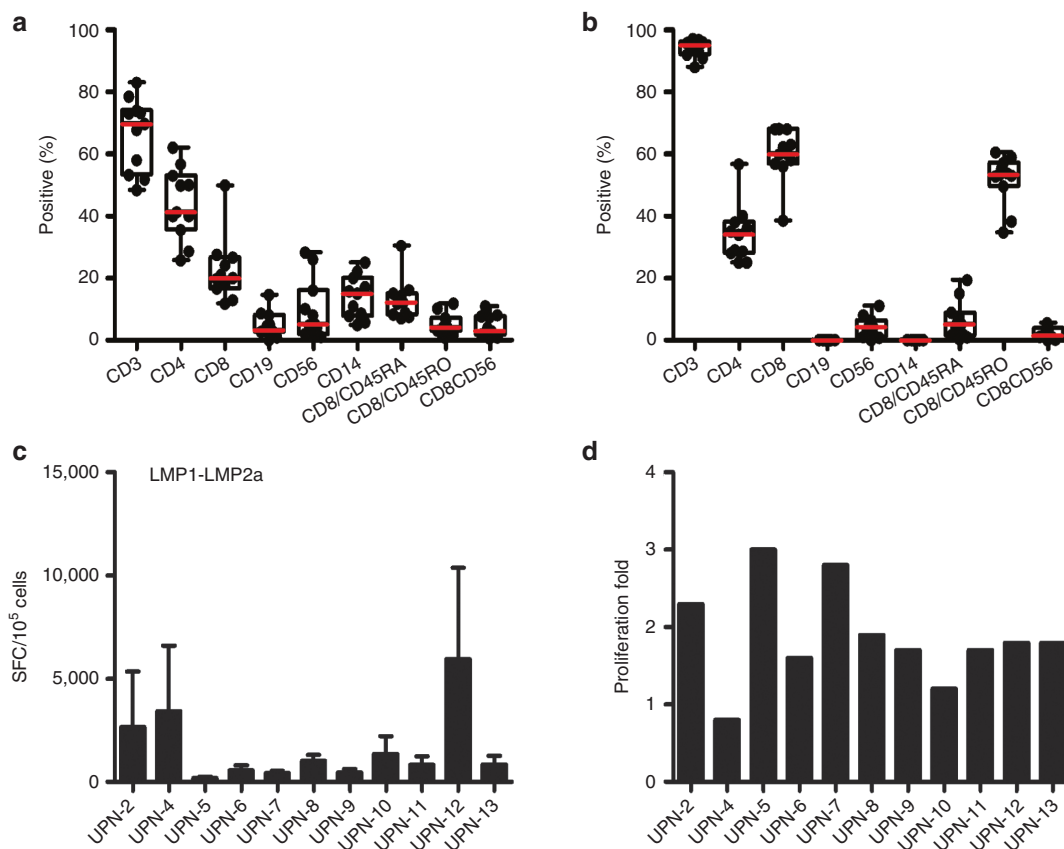 a
Positive (%)
100
80
60
40
20
0
CD3
CD4
CD8
CD19
CD56
CD14
CD8/CD45RA
CD8/CD45RO
CD8CD56
b
Positive (%)
100
80
60
40
20
0
CD3
CD4
CD8
CD19
CD56
CD14
CD8/CD45RA
CD8/CD45RO
CD8CD56
c
LMP1-LMP2a
SFC/10⁵ cells
15,000
10,000
5,000
0
UPN-2
UPN-4
UPN-5
UPN-6
UPN-7
UPN-8
UPN-9
UPN-10
UPN-11
UPN-12
UPN-13
d
Proliferation fold
4
3
2
1
0
UPN-2
UPN-4
UPN-5
UPN-6
UPN-7
UPN-8
UPN-9
UPN-10
UPN-11
UPN-12
UPN-13